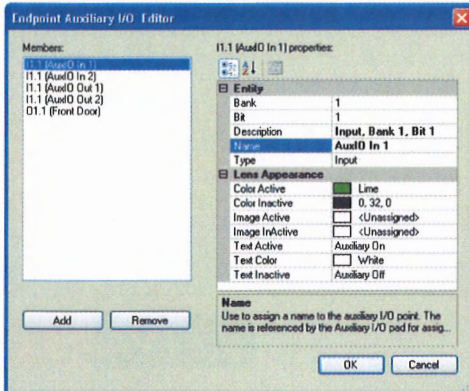 Endpoint Auxiliary I/O Editor
Members:
I1.1 (AuxIO In 1)
I1.1 (AuxIO In 2)
I1.1 (AuxIO Out 1)
I1.1 (AuxIO Out 2)
O1.1 (Front Door)
Add
Remove
I1.1 (AuxIO In 1) properties:
Entity
Bank 1
Bit 1
Description Input, Bank 1, Bit 1
Name AuxIO In 1
Type Input
Lens Appearance
Color Active Lime
Color Inactive 0, 32, 0
Image Active <Unassigned>
Image InActive <Unassigned>
Text Active Auxiliary On
Text Color White
Text Inactive Auxiliary Off
Name
Use to assign a name to the auxiliary I/O point. The
name is referenced by the Auxiliary I/O pad for assig...
OK
Cancel